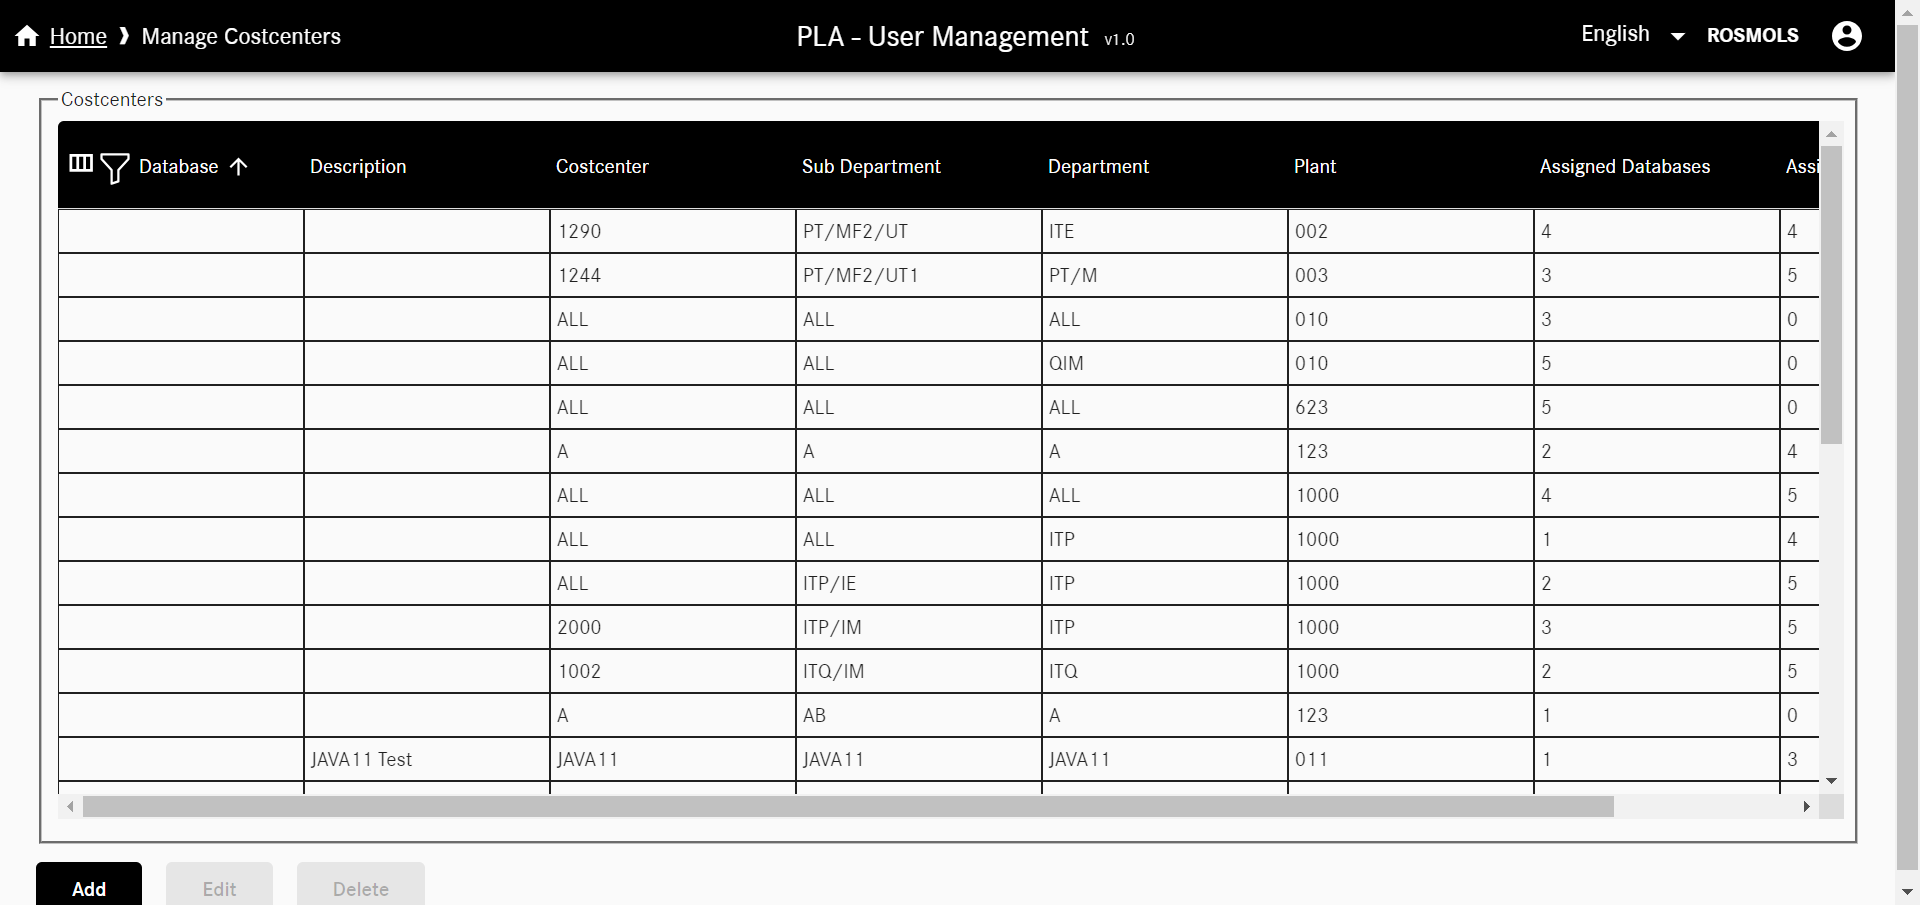 Home ❱ Manage Costcenters PLA - User Management v1.0 English ROSMOLS
Costcenters
Database Description Costcenter Sub Department Department Plant Assigned Databases Assi
1290 PT/MF2/UT ITE 002 4 4
1244 PT/MF2/UT1 PT/M 003 3 5
ALL ALL ALL 010 3 0
ALL ALL QIM 010 5 0
ALL ALL ALL 623 5 0
A A A 123 2 4
ALL ALL ALL 1000 4 5
ALL ALL ITP 1000 1 4
ALL ITP/IE ITP 1000 2 5
2000 ITP/IM ITP 1000 3 5
1002 ITQ/IM ITQ 1000 2 5
A AB A 123 1 0
JAVA11 Test JAVA11 JAVA11 JAVA11 011 1 3
Add Edit Delete